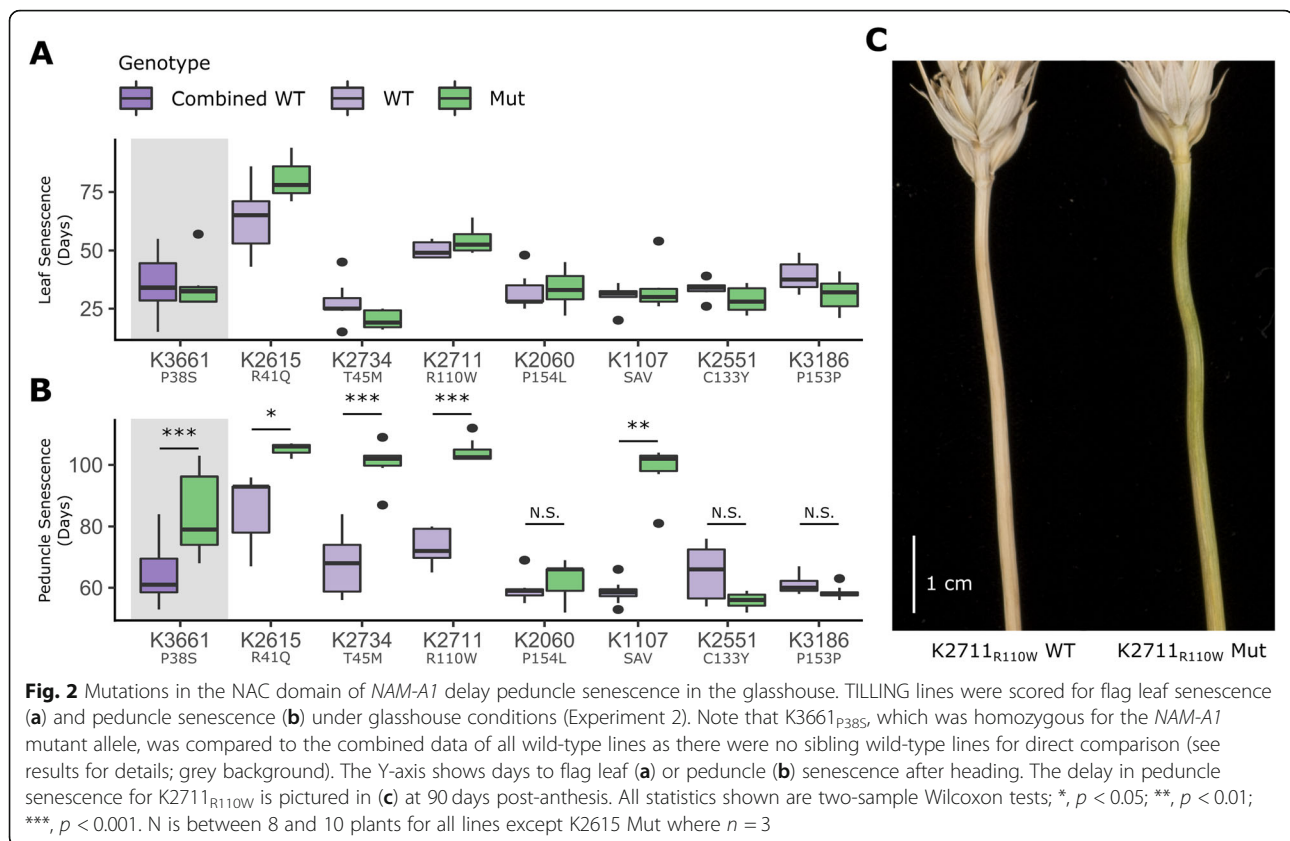 A
Genotype
Combined WT WT Mut
Leaf Senescence
(Days)
75
50
25
K3661 K2615 K2734 K2711 K2060 K1107 K2551 K3186
P38S R41Q T45M R110W P154L SAV C133Y P153P
B
Peduncle Senescence
(Days)
100
80
60
*** * *** *** N.S. ** N.S. N.S.
K3661 K2615 K2734 K2711 K2060 K1107 K2551 K3186
P38S R41Q T45M R110W P154L SAV C133Y P153P
C
1 cm
K2711R110W WT K2711R110W Mut
Fig. 2 Mutations in the NAC domain of NAM-A1 delay peduncle senescence in the glasshouse. TILLING lines were scored for flag leaf senescence
(a) and peduncle senescence (b) under glasshouse conditions (Experiment 2). Note that K3661P38S, which was homozygous for the NAM-A1
mutant allele, was compared to the combined data of all wild-type lines as there were no sibling wild-type lines for direct comparison (see
results for details; grey background). The Y-axis shows days to flag leaf (a) or peduncle (b) senescence after heading. The delay in peduncle
senescence for K2711R110W is pictured in (c) at 90 days post-anthesis. All statistics shown are two-sample Wilcoxon tests; *, p < 0.05; **, p < 0.01;
***, p < 0.001. N is between 8 and 10 plants for all lines except K2615 Mut where n = 3